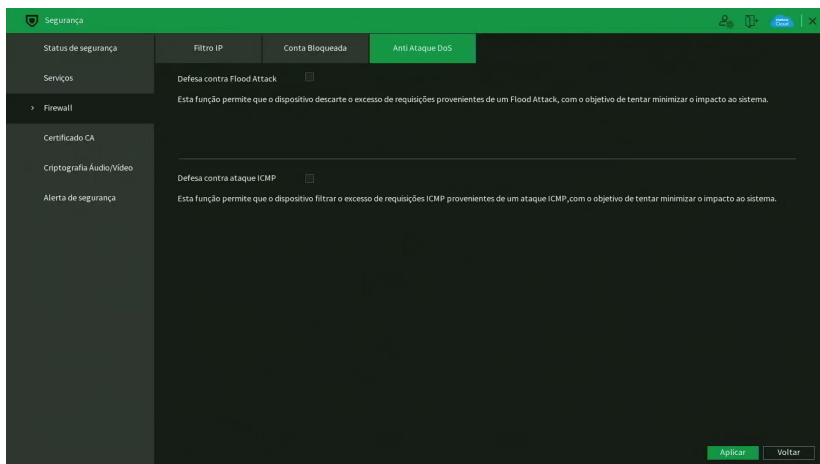 Segurança
Status de segurança
Serviços
> Firewall
Certificado CA
Criptografia Áudio/Vídeo
Alerta de segurança
Filtro IP
Conta Bloqueada
Anti Ataque DoS
Defesa contra Flood Attack
Esta função permite que o dispositivo descarte o excesso de requisições provenientes de um Flood Attack, com o objetivo de tentar minimizar o impacto ao sistema.
Defesa contra ataque ICMP
Esta função permite que o dispositivo filtrar o excesso de requisições ICMP provenientes de um ataque ICMP,com o objetivo de tentar minimizar o impacto ao sistema.
Aplicar
Voltar